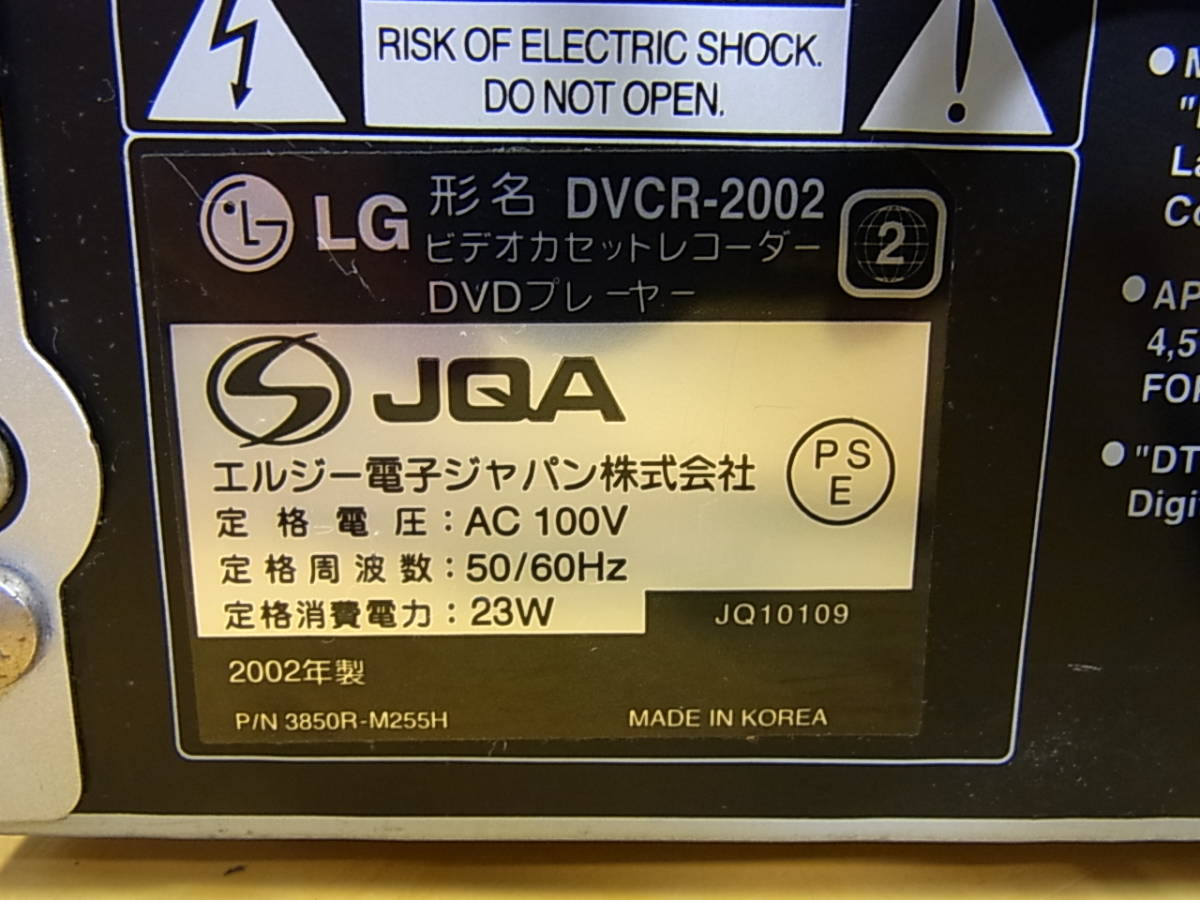 RISK OF ELECTRIC SHOCK.
DO NOT OPEN.
LG
形名 DVCR-2002
ビデオカセットレコーダー
DVDプレーヤー
2
JQA
エルジー電子ジャパン株式会社
PS
E
定格電圧:AC 100V
定格周波数:50/60Hz
定格消費電力:23W
JQ10109
2002年製
P/N 3850R-M255H
MADE IN KOREA
4,5
"DT
Digi